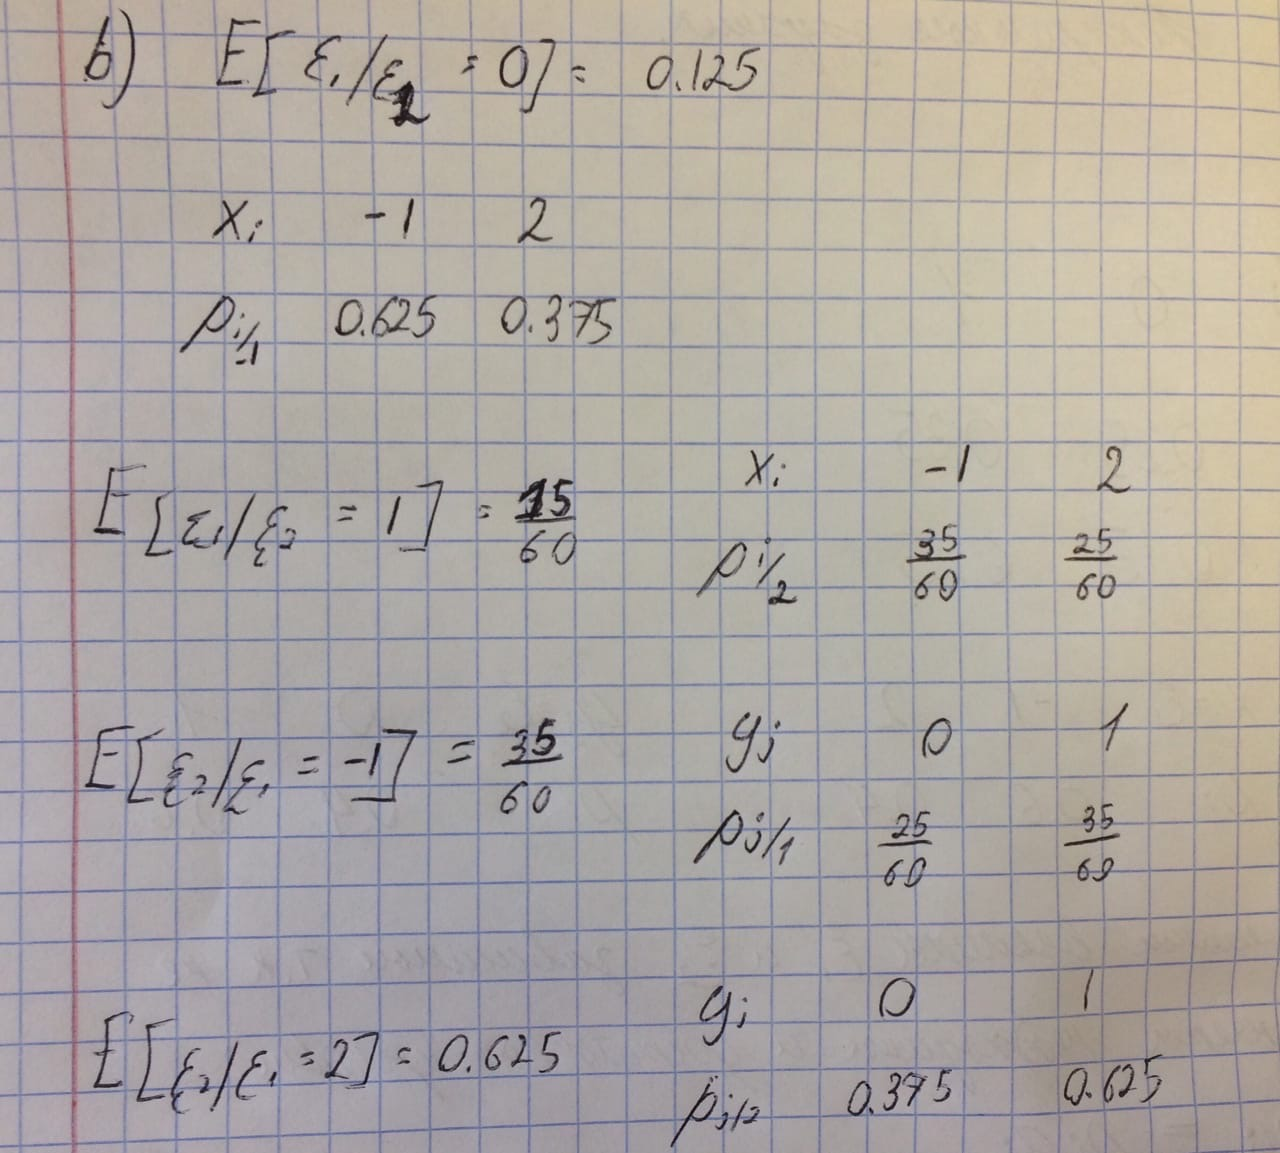 b) E[ξ₁/ξ₂ = 0] = 0.125
xᵢ -1 2
pi/1 0.625 0.375
E[ξ₁/ξ₂ = 1] = 15/60 xᵢ -1 2
pi/2 35/60 25/60
E[ξ₂/ξ₁ = -1] = 35/60 yj 0 1
pj/1 25/60 35/60
E[ξ₂/ξ₁ = 2] = 0.625 yj 0 1
pj/2 0.375 0.625